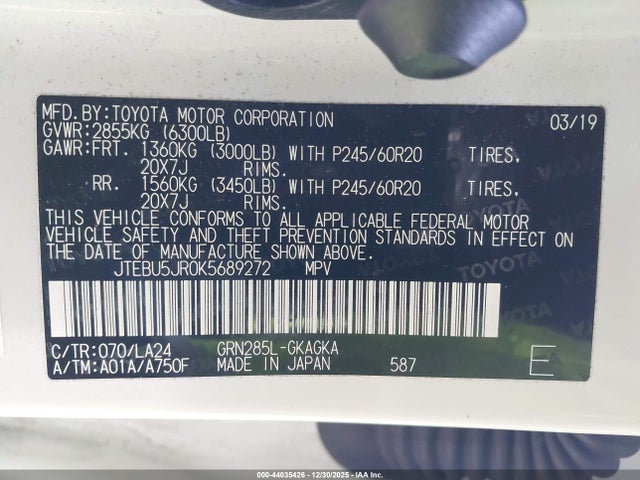 MFD.BY:TOYOTA MOTOR CORPORATION 03/19
GVWR:2855KG (6300LB)
GAWR:FRT. 1360KG (3000LB) WITH P245/60R20 TIRES.
20X7J RIMS.
RR. 1560KG (3450LB) WITH P245/60R20 TIRES.
20X7J RIMS.
THIS VEHICLE CONFORMS TO ALL APPLICABLE FEDERAL MOTOR
VEHICLE SAFETY AND THEFT PREVENTION STANDARDS IN EFFECT ON
THE DATE OF MANUFACTURE SHOWN ABOVE.
JTEBU5JR0K5689272 MPV
C/TR:070/LA24 GRN285L-GKAGKA
A/TM:A01A/A750F MADE IN JAPAN 587 E
000-44035426 - 12/30/2025 - IAA Inc.